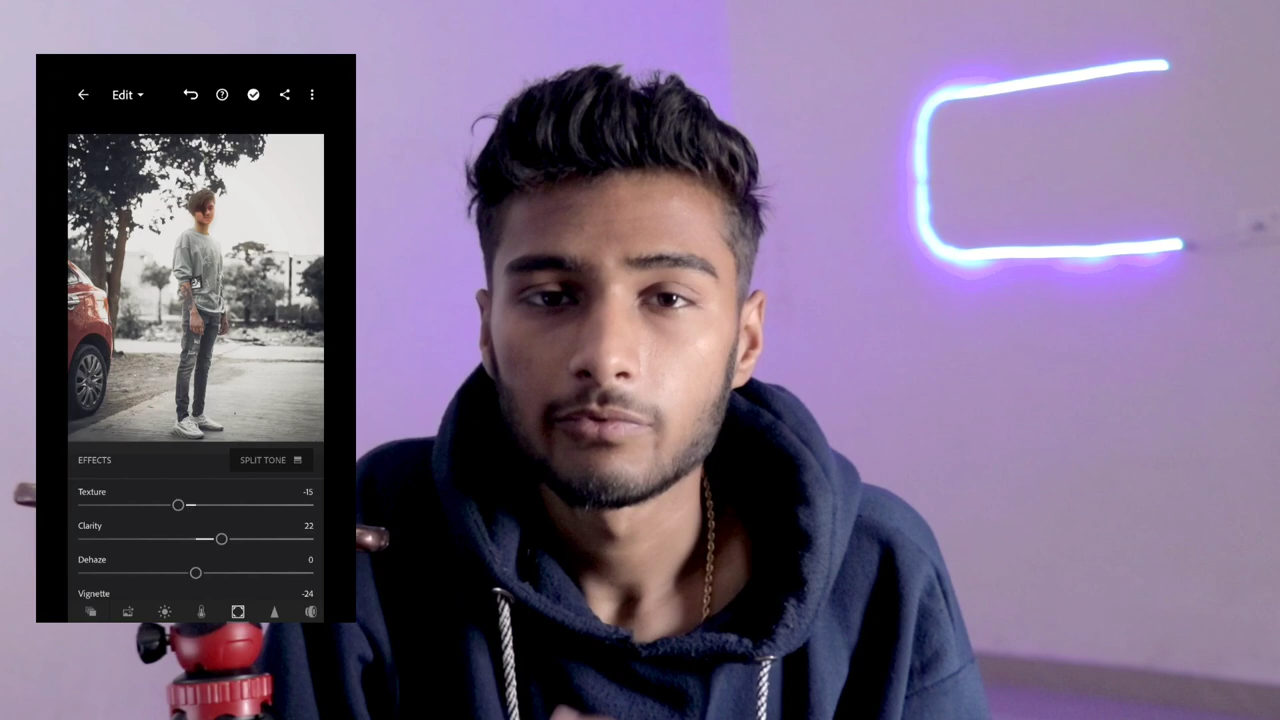 Edit
EFFECTS
SPLIT TONE
Texture -15
Clarity 22
Dehaze 0
Vignette -24